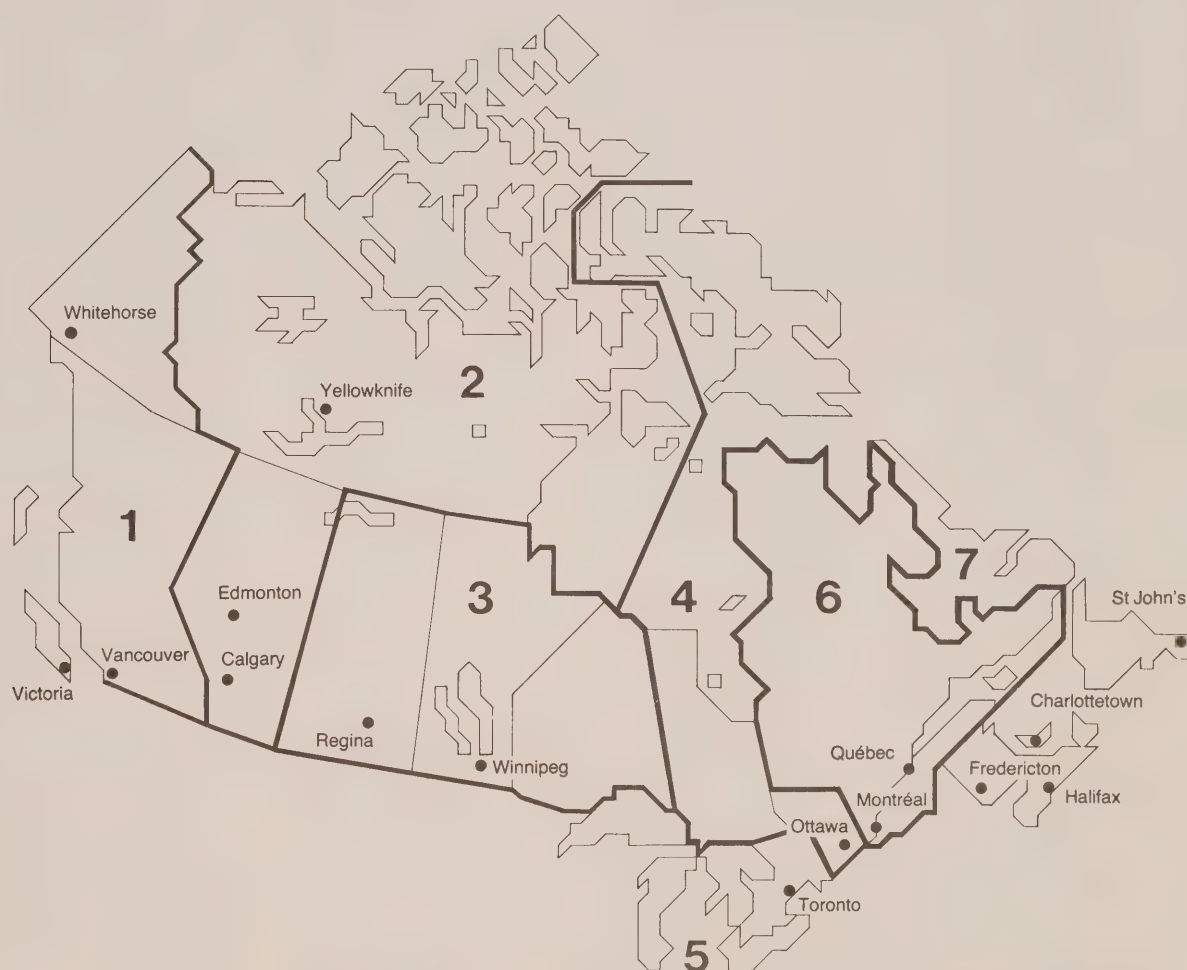 Whitehorse
2
Yellowknife
1
7
Edmonton
3
4
6
St John's
Vancouver
Calgary
Victoria
Charlottetown
Regina
Québec
Winnipeg
Fredericton
Montréal
Halifax
Ottawa
Toronto
5